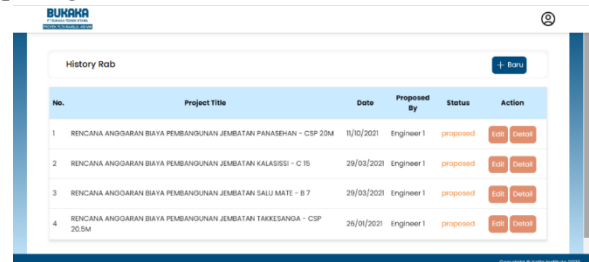 BUKAKA
History Rab
+ Baru
No. Project Title Date Proposed By Status Action
1 RENCANA ANGGARAN BIAYA PEMBANGUNAN JEMBATAN PANASEHAN - CSP 20M 11/10/2021 Engineer 1 proposed Edit Detail
2 RENCANA ANGGARAN BIAYA PEMBANGUNAN JEMBATAN KALASISSI - C 15 29/03/2021 Engineer 1 proposed Edit Detail
3 RENCANA ANGGARAN BIAYA PEMBANGUNAN JEMBATAN SALU MATE - B 7 29/03/2021 Engineer 1 proposed Edit Detail
4 RENCANA ANGGARAN BIAYA PEMBANGUNAN JEMBATAN TAKKESANGA - CSP 20.5M 26/01/2021 Engineer 1 proposed Edit Detail